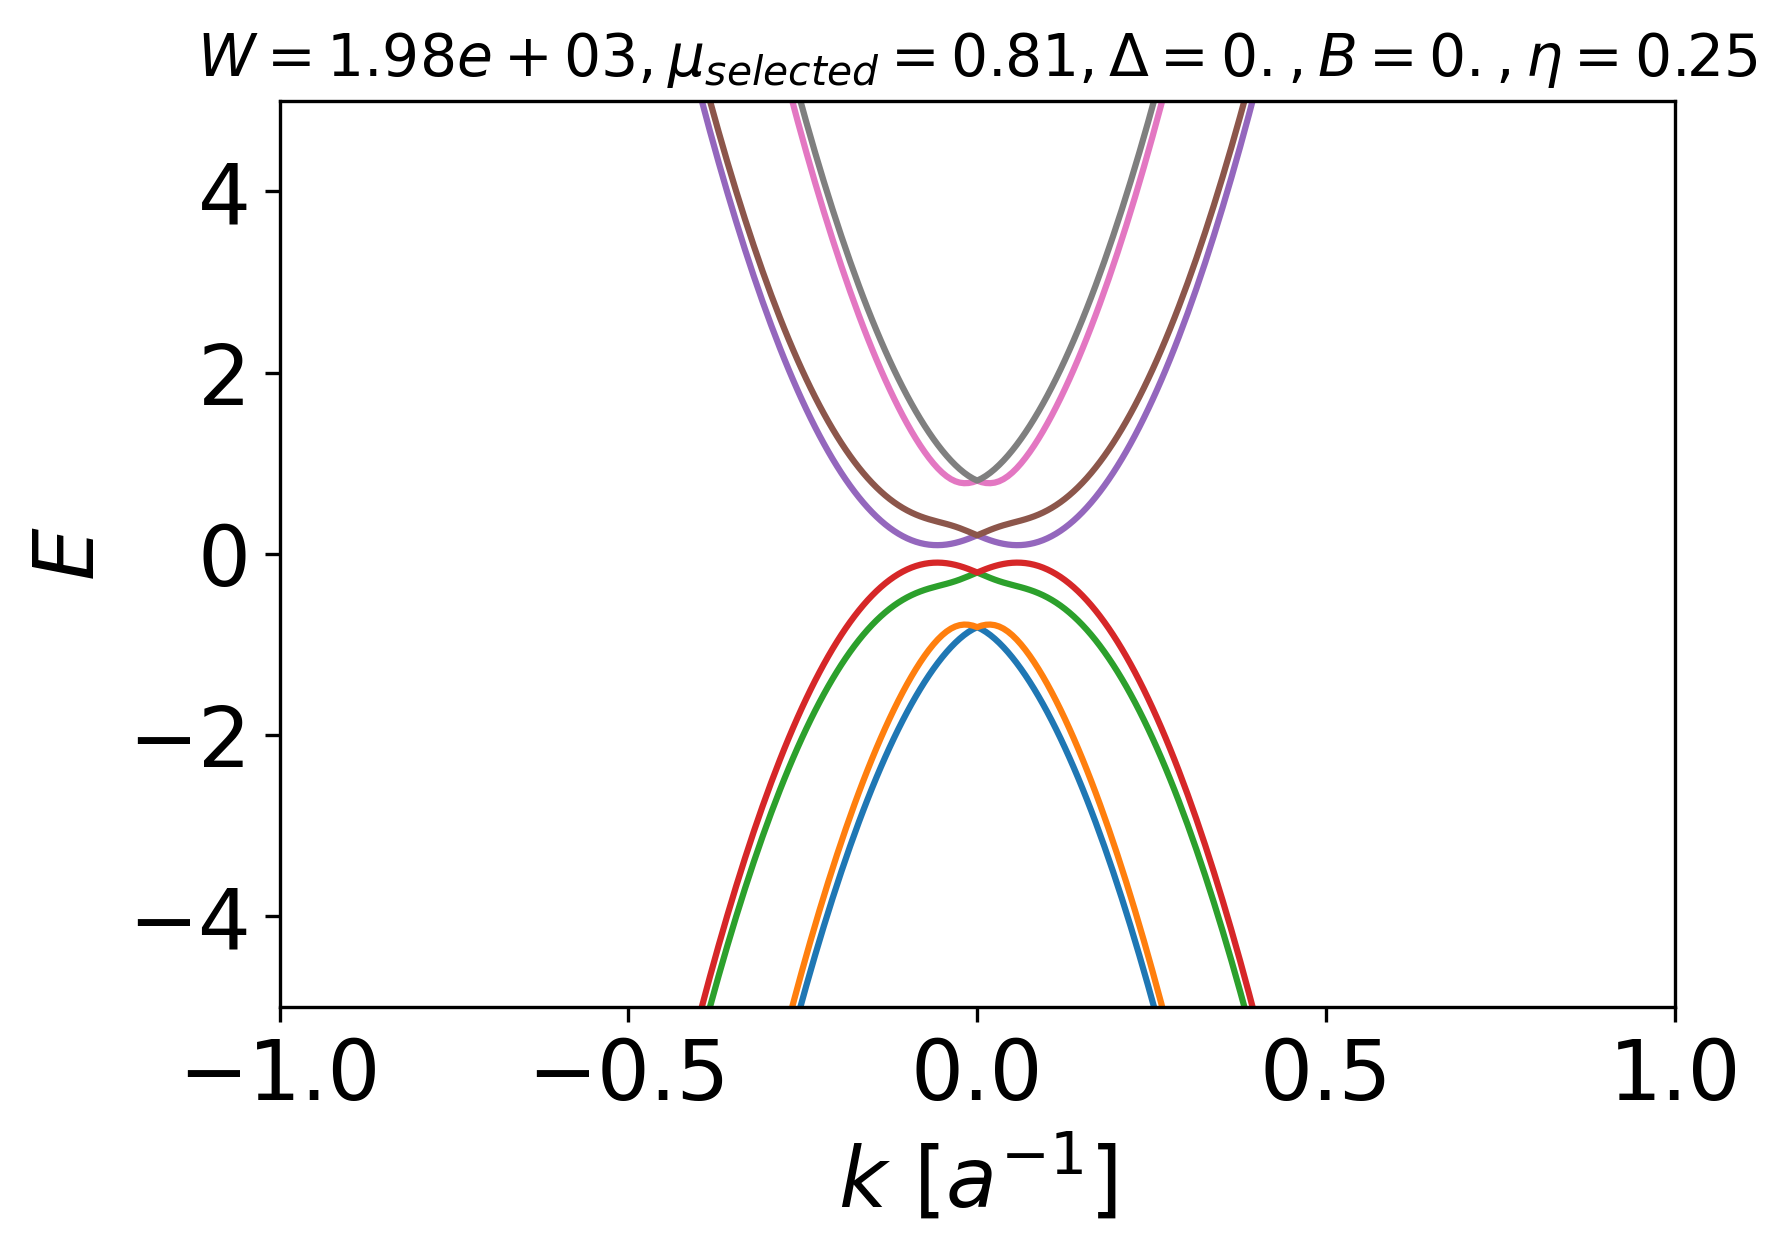 W = 1.98e + 03, μselected = 0.81, Δ = 0. , B = 0. , η = 0.25
4
2
0
−2
−4
E
−1.0 −0.5 0.0 0.5 1.0
k [a⁻¹]